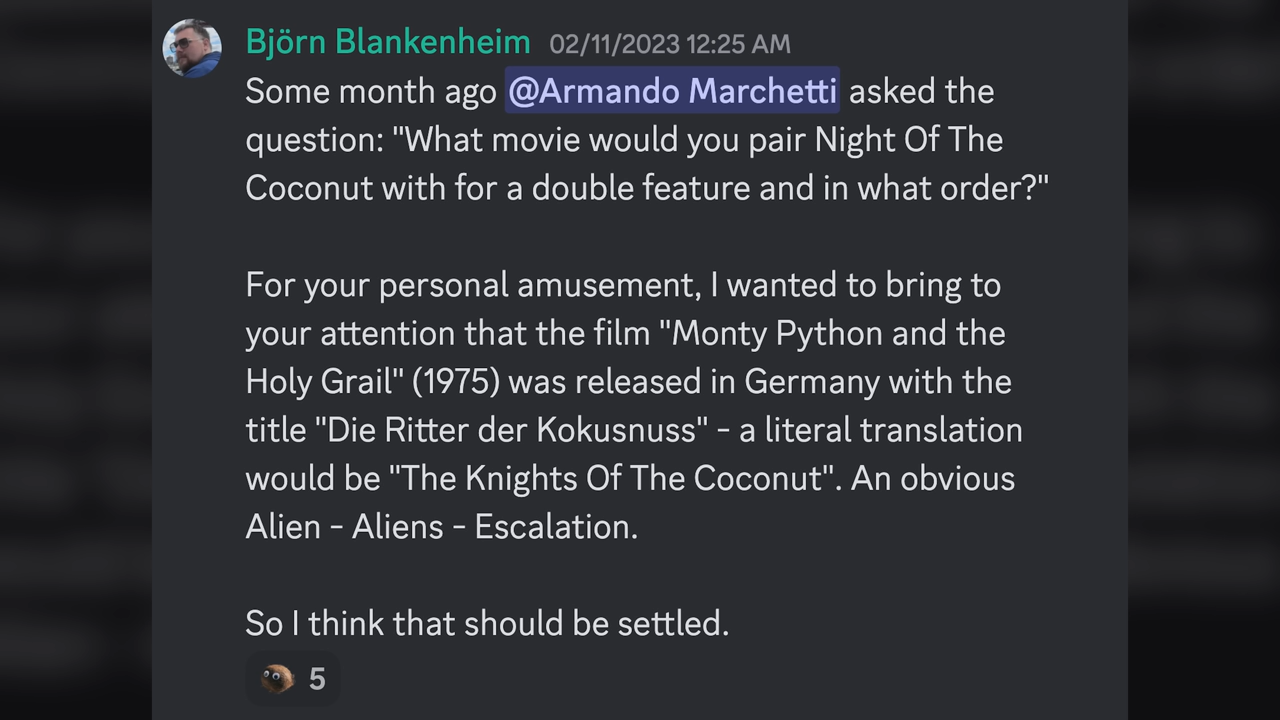 Björn Blankenheim 02/11/2023 12:25 AM
Some month ago @Armando Marchetti asked the
question: "What movie would you pair Night Of The
Coconut with for a double feature and in what order?"
For your personal amusement, I wanted to bring to
your attention that the film "Monty Python and the
Holy Grail" (1975) was released in Germany with the
title "Die Ritter der Kokusnuss" - a literal translation
would be "The Knights Of The Coconut". An obvious
Alien - Aliens - Escalation.
So I think that should be settled.
5